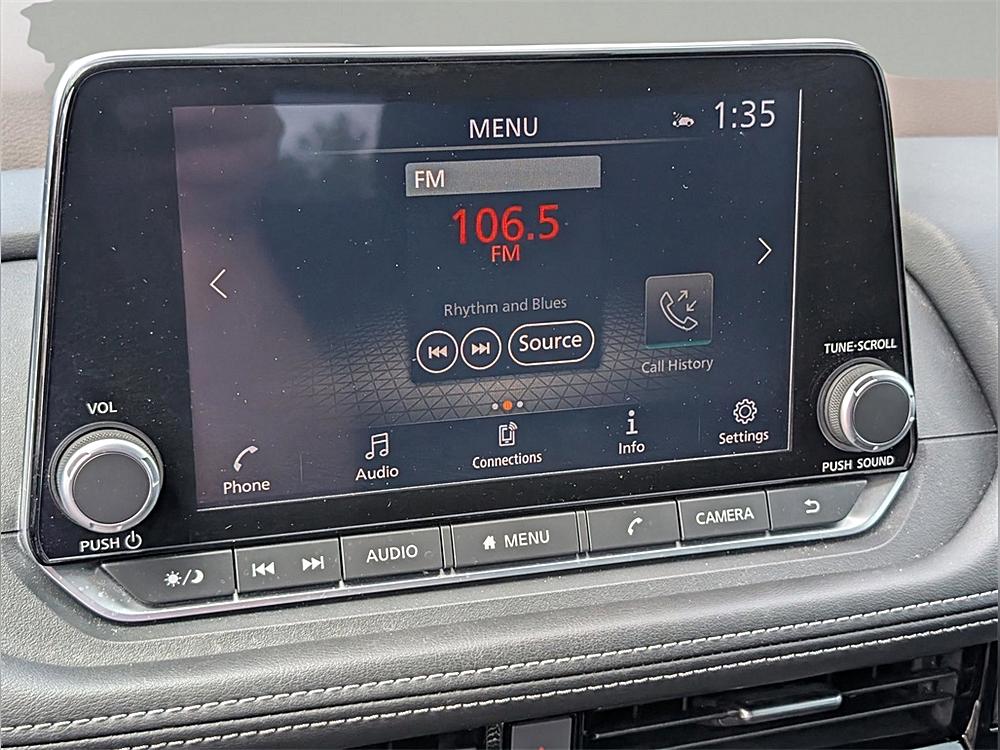 MENU
1:35
FM
106.5
FM
Rhythm and Blues
Source
Call History
Phone
Audio
Connections
Info
Settings
VOL
PUSH
TUNE·SCROLL
PUSH SOUND
AUDIO
MENU
CAMERA